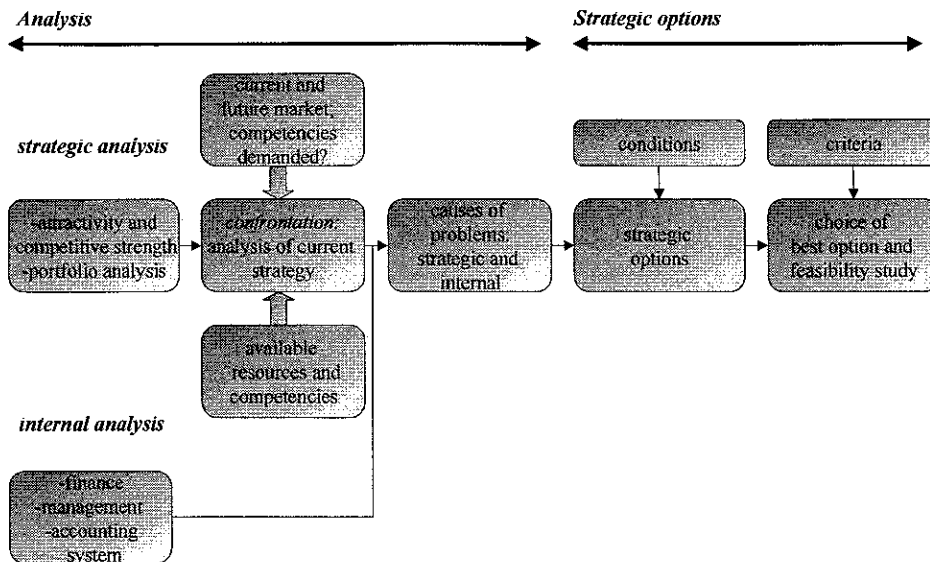 Analysis
Strategic options
current and
future market,
competencies
demanded?
strategic analysis
conditions
criteria
-attractivity and
competitive strength
-portfolio analysis
confrontation:
analysis of current
strategy
causes of
problems:
strategic and
internal
strategic
options
choice of
best option and
feasibility study
available
resources and
competencies
internal analysis
-finance
-management
-accounting
system